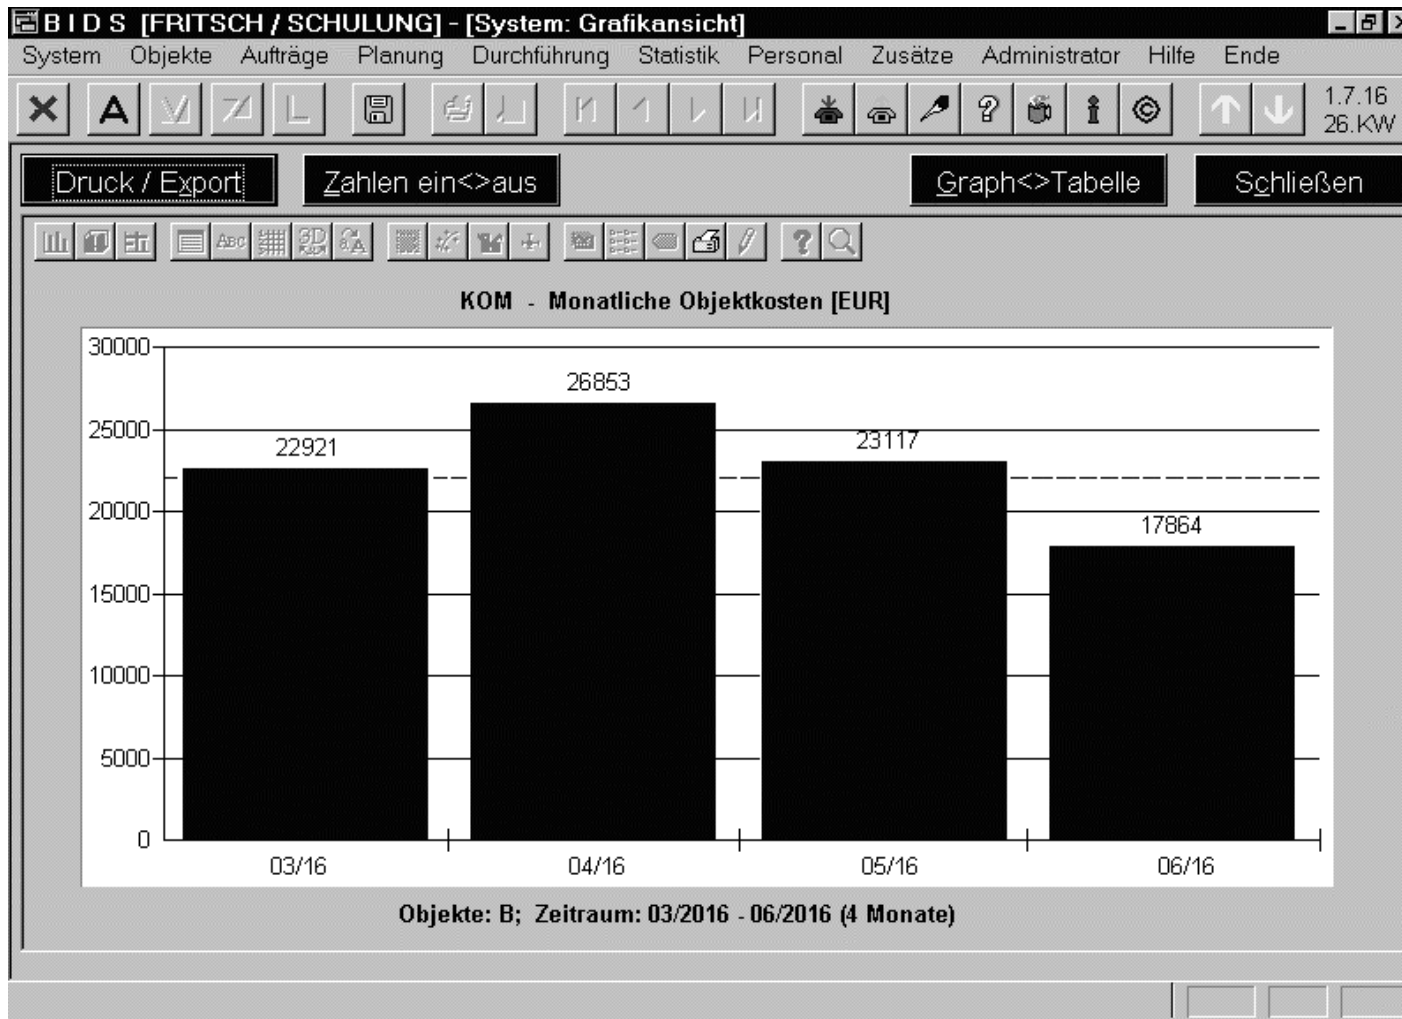 B I D S [FRITSCH / SCHULUNG] - [System: Grafikansicht]
System Objekte Aufträge Planung Durchführung Statistik Personal Zusätze Administrator Hilfe Ende
A V Z L ? i © 1.7.16
26.KW
Druck / Export Zahlen ein<>aus Graph<>Tabelle Schließen
ABC 3D aA ?
KOM - Monatliche Objektkosten [EUR]
30000
26853
25000
22921 23117
20000
17864
15000
10000
5000
0
03/16 04/16 05/16 06/16
Objekte: B; Zeitraum: 03/2016 - 06/2016 (4 Monate)